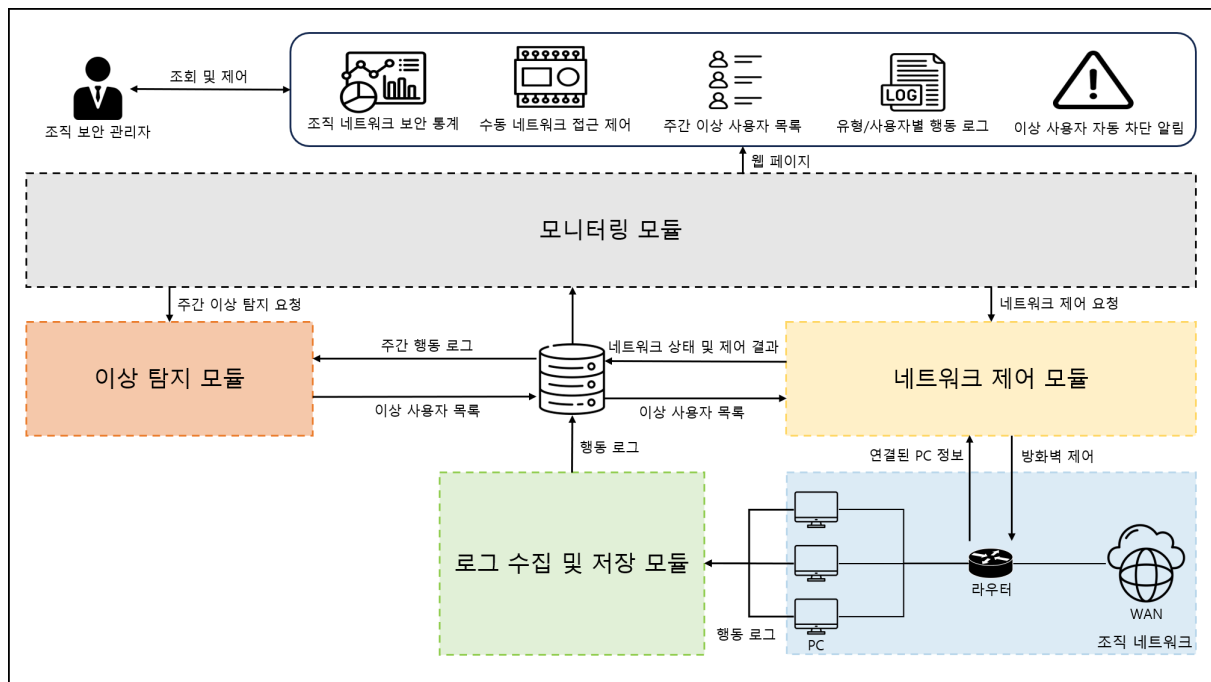 조회 및 제어
조직 보안 관리자
조직 네트워크 보안 통계
수동 네트워크 접근 제어
주간 이상 사용자 목록
LOG
유형/사용자별 행동 로그
이상 사용자 자동 차단 알림
웹 페이지
모니터링 모듈
주간 이상 탐지 요청
네트워크 제어 요청
이상 탐지 모듈
주간 행동 로그
이상 사용자 목록
네트워크 상태 및 제어 결과
이상 사용자 목록
네트워크 제어 모듈
행동 로그
연결된 PC 정보
방화벽 제어
로그 수집 및 저장 모듈
행동 로그
PC
라우터
WAN
조직 네트워크